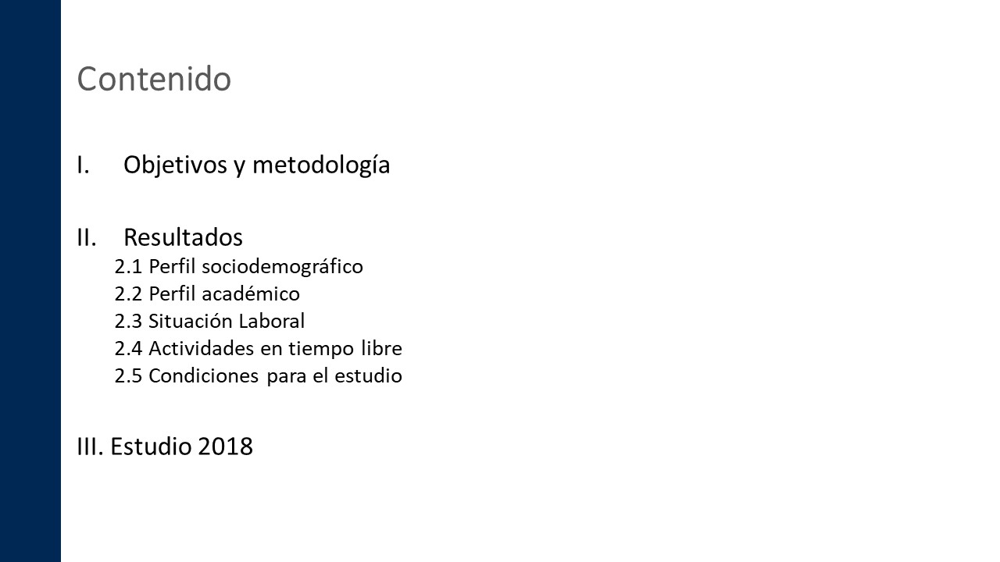 Contenido
I. Objetivos y metodología
II. Resultados
2.1 Perfil sociodemográfico
2.2 Perfil académico
2.3 Situación Laboral
2.4 Actividades en tiempo libre
2.5 Condiciones para el estudio
III. Estudio 2018